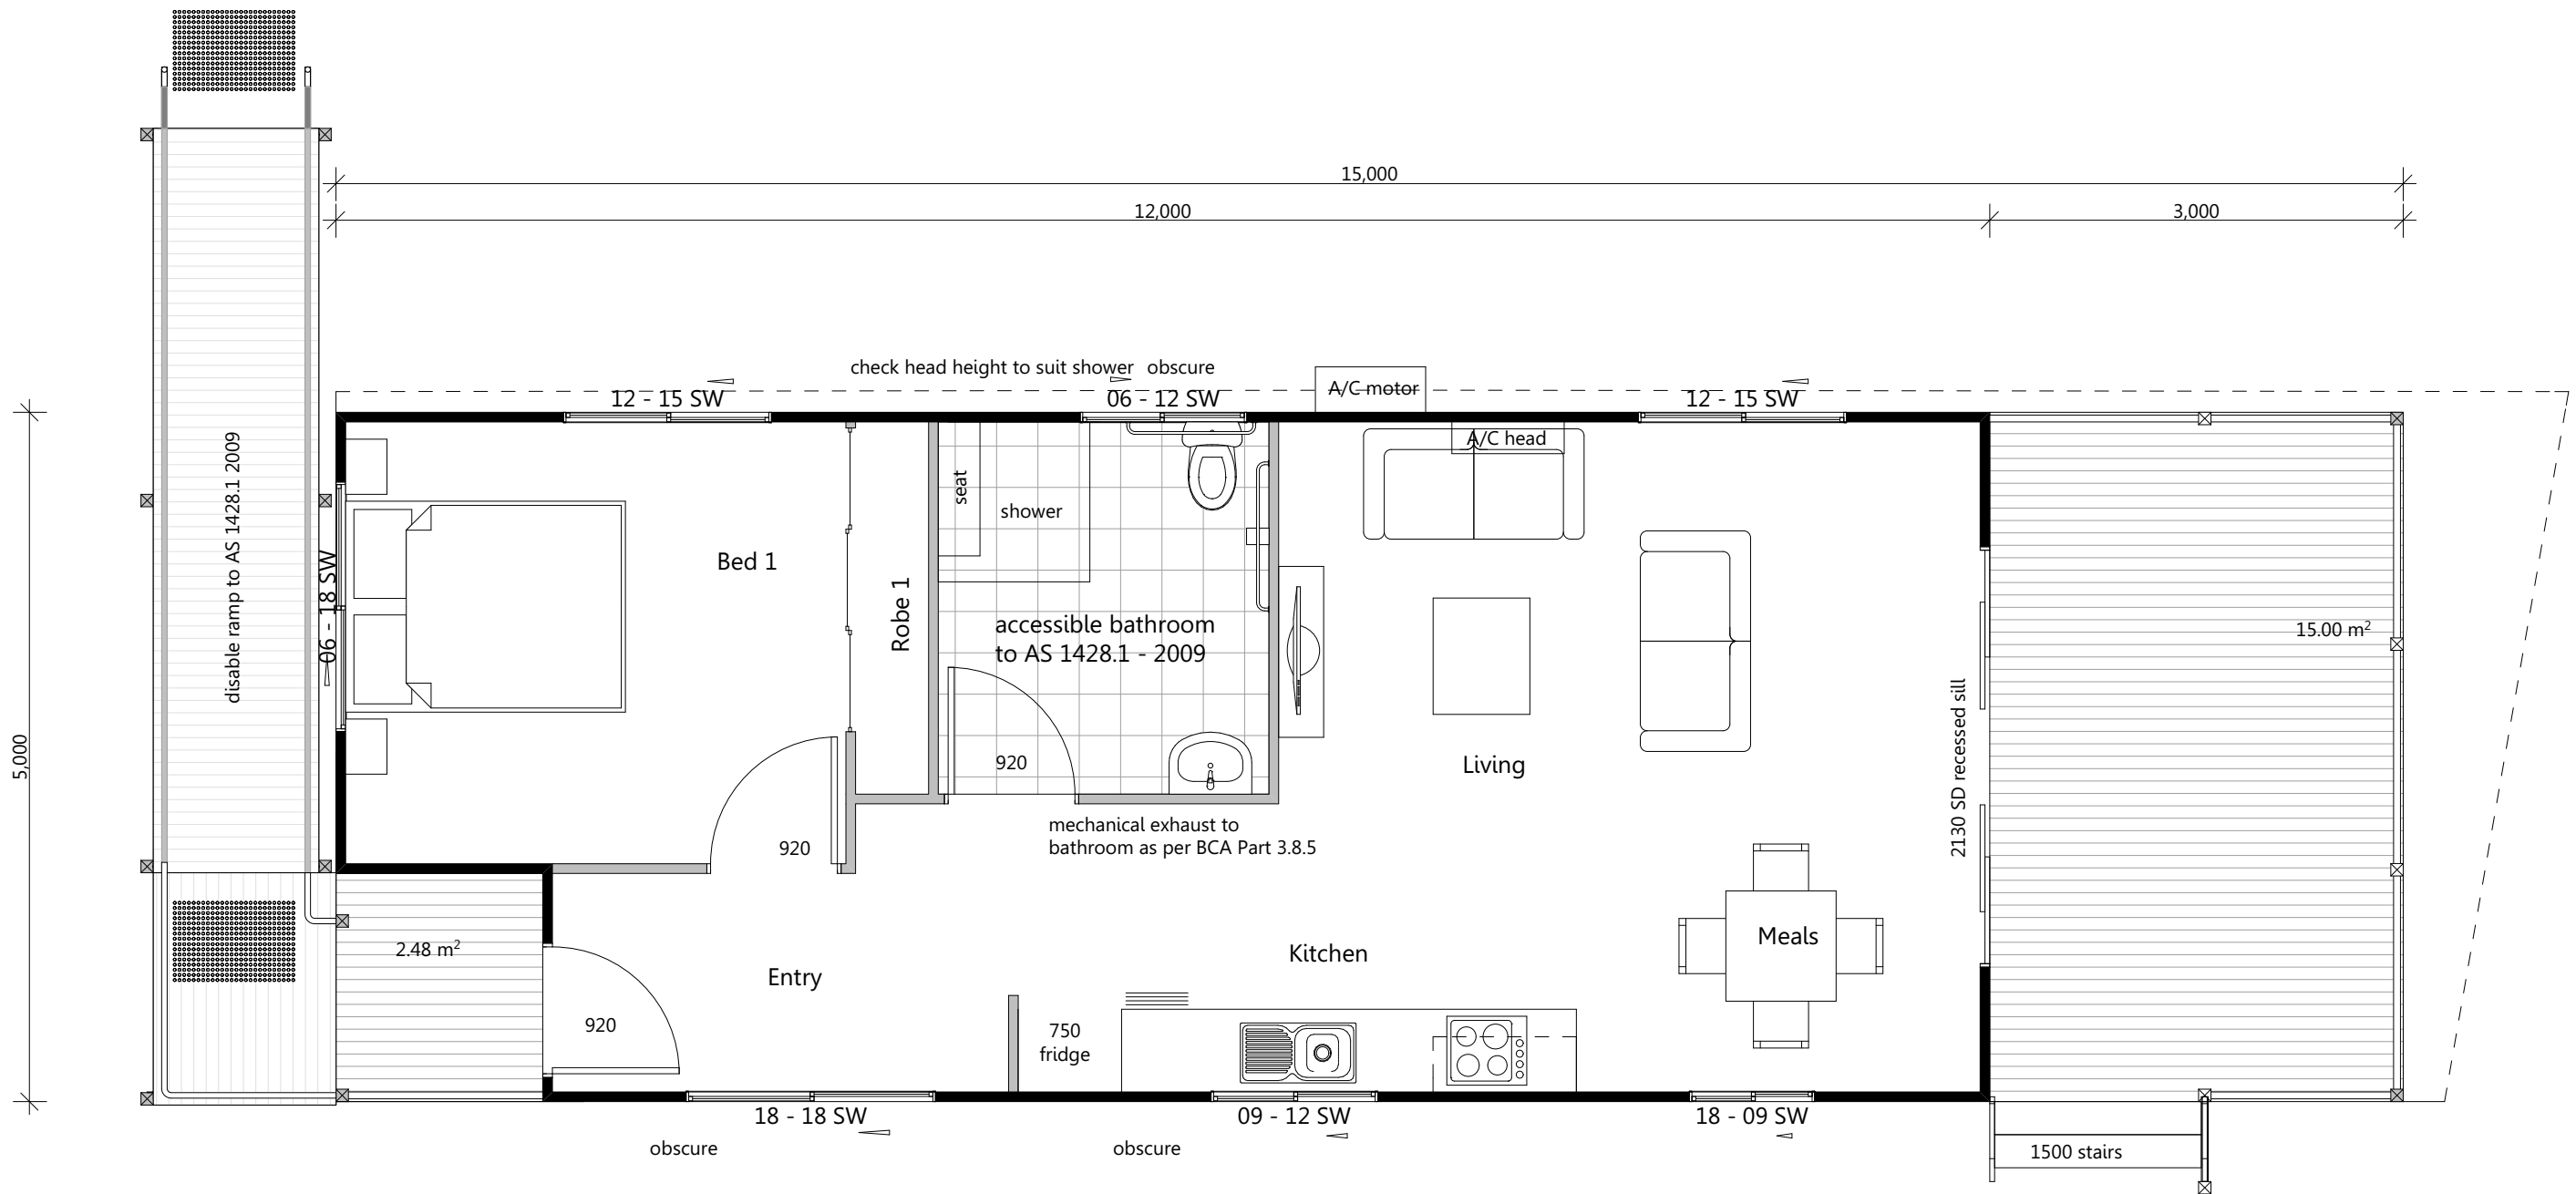 15,000
12,000
3,000
check head height to suit shower
obscure
A/C motor
12 - 15 SW
06 - 12 SW
12 - 15 SW
A/C head
5,000
disable ramp to AS 1428.1 2009
06 - 18 SW
Bed 1
Robe 1
seat
shower
accessible bathroom
to AS 1428.1 - 2009
920
mechanical exhaust to
bathroom as per BCA Part 3.8.5
920
Living
2130 SD recessed sill
15.00 m²
2.48 m²
Entry
920
Kitchen
Meals
750
fridge
18 - 18 SW
09 - 12 SW
18 - 09 SW
obscure
obscure
1500 stairs